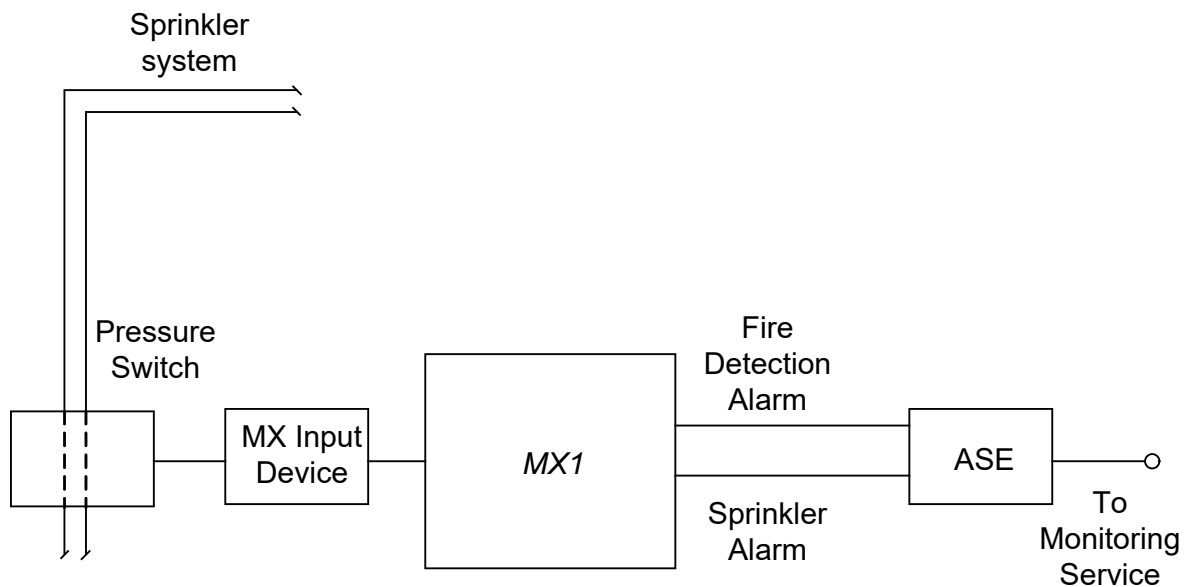 Sprinkler
system
Pressure
Switch
Fire
Detection
Alarm
MX Input
Device
MX1
ASE
Sprinkler
Alarm
To
Monitoring
Service